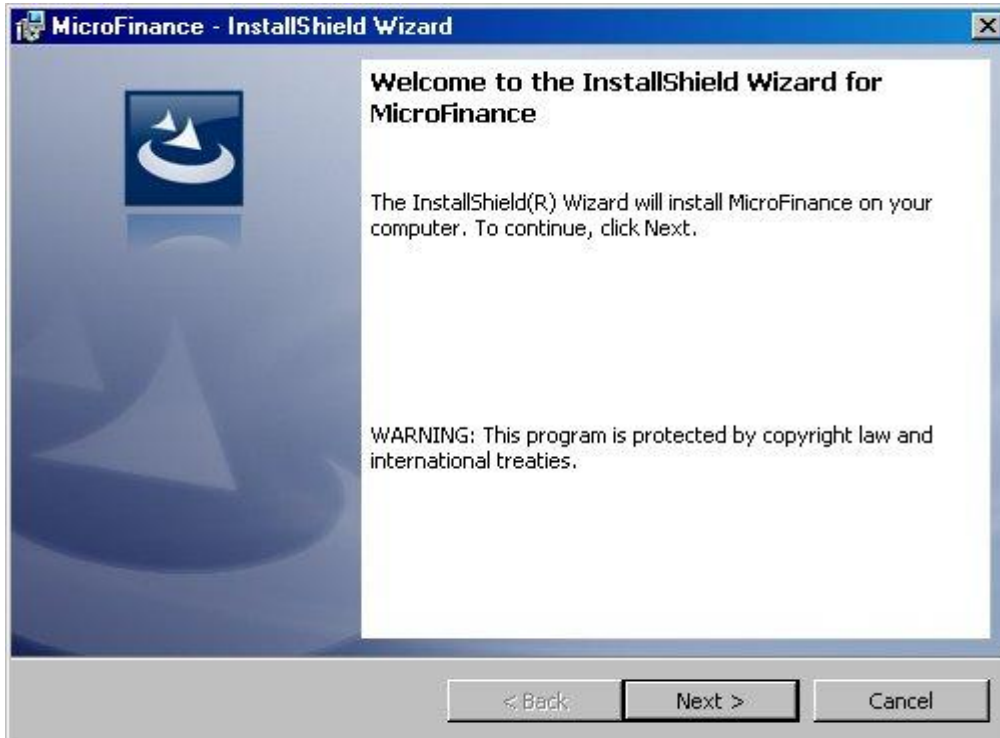 MicroFinance - InstallShield Wizard
Welcome to the InstallShield Wizard for
MicroFinance
The InstallShield(R) Wizard will install MicroFinance on your
computer. To continue, click Next.
WARNING: This program is protected by copyright law and
international treaties.
< Back
Next >
Cancel